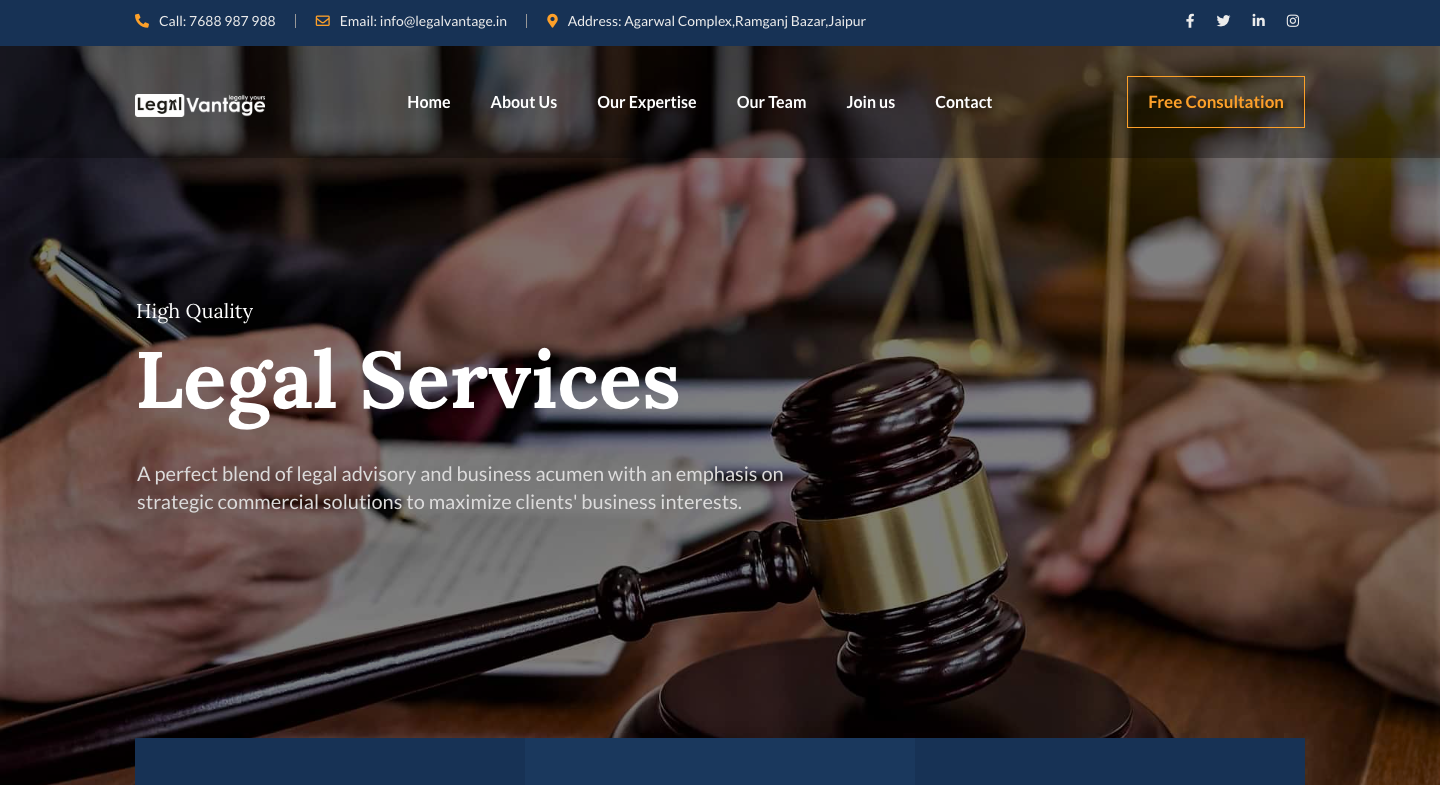 Call: 7688 987 988
Email: info@legalvantage.in
Address: Agarwal Complex,Ramganj Bazar,Jaipur
legally yours
Legal Vantage
Home
About Us
Our Expertise
Our Team
Join us
Contact
Free Consultation
High Quality
Legal Services
A perfect blend of legal advisory and business acumen with an emphasis on
strategic commercial solutions to maximize clients' business interests.